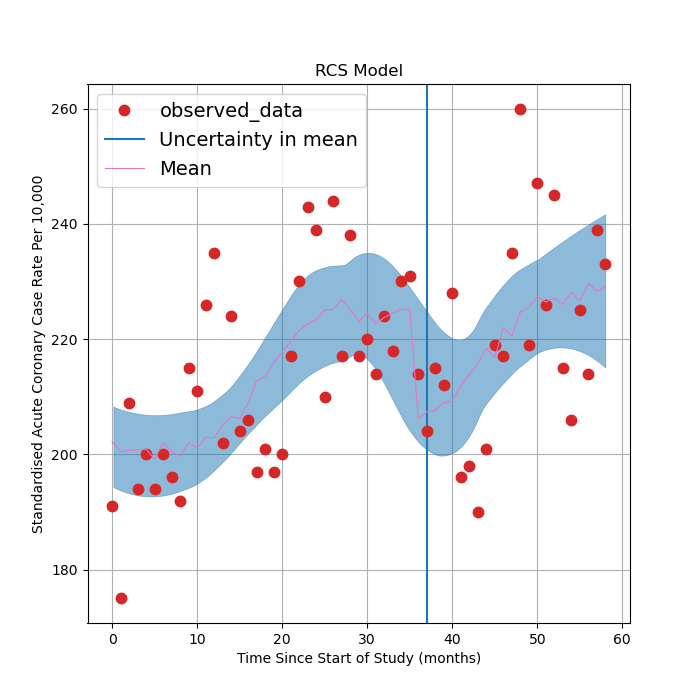 RCS Model
observed_data
Uncertainty in mean
Mean
Standardised Acute Coronary Case Rate Per 10,000
260
240
220
200
180
0 10 20 30 40 50 60
Time Since Start of Study (months)